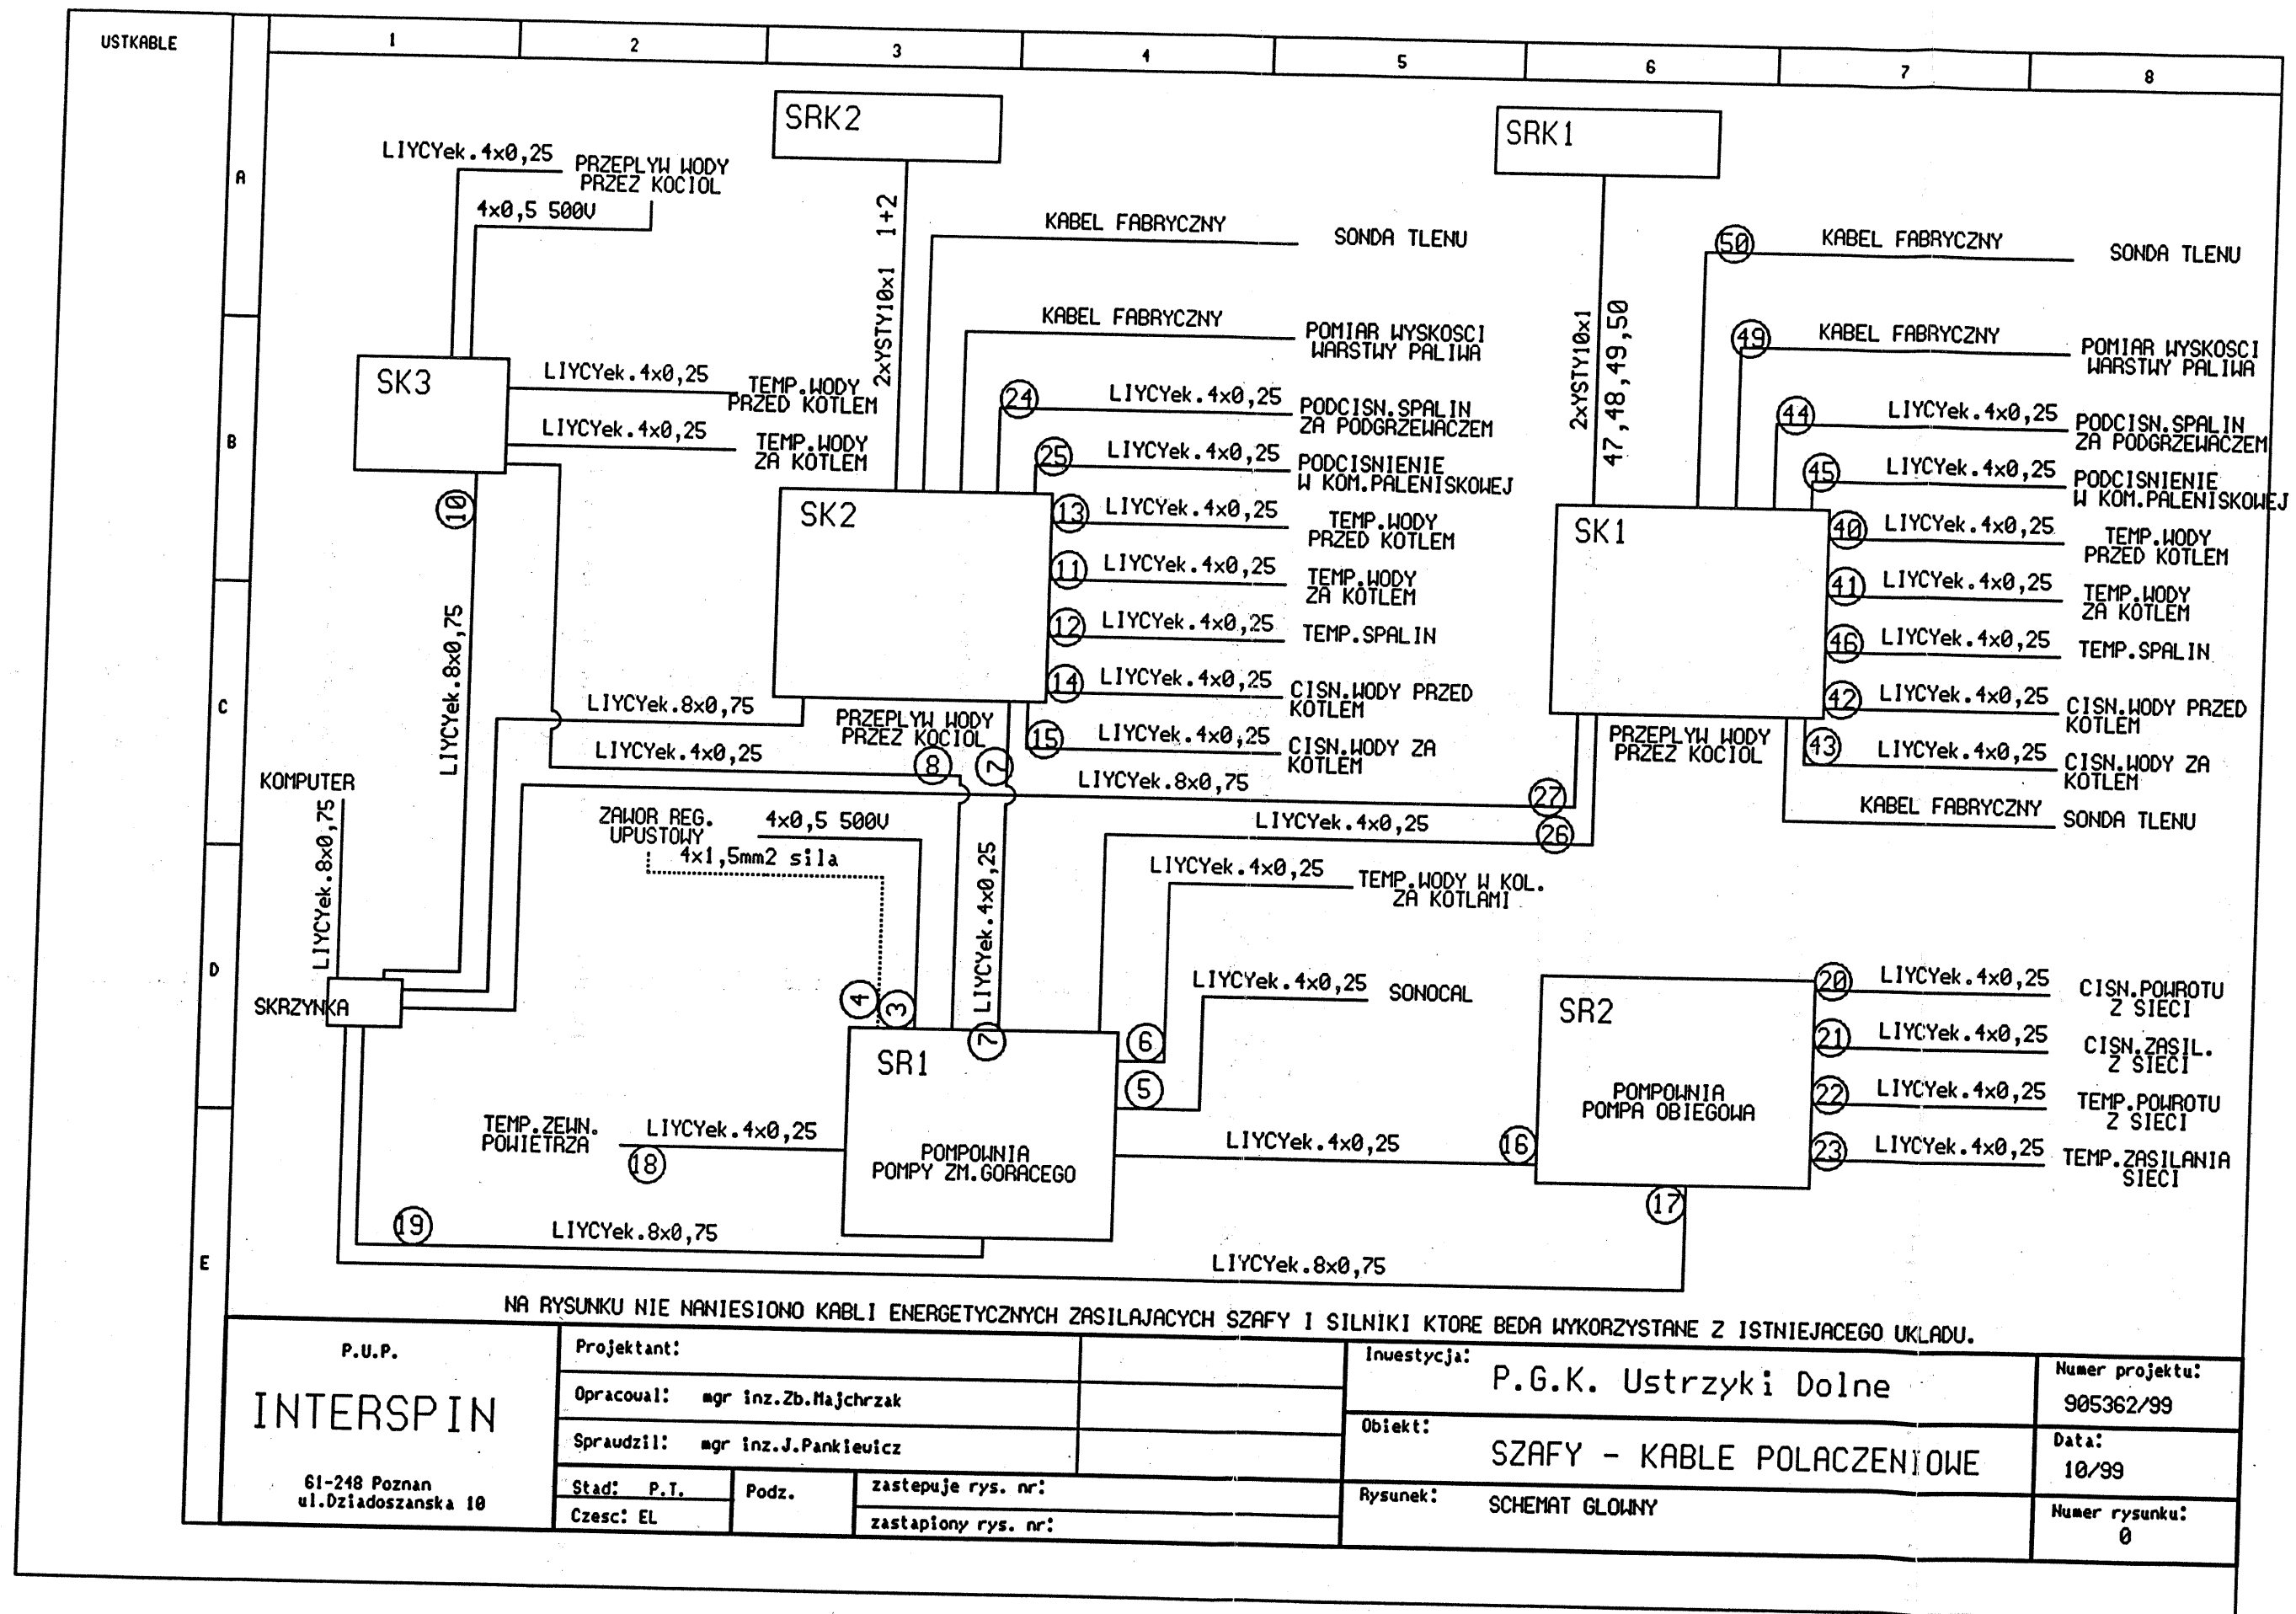 USTKABLE
1 2 3 4 5 6 7 8
A
B
C
D
E
SRK2
SRK1
LIYCYek.4x0,25
PRZEPLYW WODY
PRZEZ KOCIOL
4x0,5 500V
2xYSTY10x1 1+2
KABEL FABRYCZNY
SONDA TLENU
KABEL FABRYCZNY
POMIAR WYSKOSCI
WARSTWY PALIWA
2xYSTY10x1
47,48,49,50
50
KABEL FABRYCZNY
SONDA TLENU
49
KABEL FABRYCZNY
POMIAR WYSKOSCI
WARSTWY PALIWA
SK3
LIYCYek.4x0,25
TEMP.WODY
PRZED KOTLEM
LIYCYek.4x0,25
TEMP.WODY
ZA KOTLEM
10
LIYCYek.8x0,75
24
LIYCYek.4x0,25
PODCISN.SPALIN
ZA PODGRZEWACZEM
25
LIYCYek.4x0,25
PODCISNIENIE
W KOM.PALENISKOWEJ
SK2
13
LIYCYek.4x0,25
TEMP.WODY
PRZED KOTLEM
11
LIYCYek.4x0,25
TEMP.WODY
ZA KOTLEM
12
LIYCYek.4x0,25
TEMP.SPALIN
14
LIYCYek.4x0,25
CISN.WODY PRZED
KOTLEM
15
LIYCYek.4x0,25
CISN.WODY ZA
KOTLEM
44
LIYCYek.4x0,25
PODCISN.SPALIN
ZA PODGRZEWACZEM
45
LIYCYek.4x0,25
PODCISNIENIE
W KOM.PALENISKOWEJ
SK1
40
LIYCYek.4x0,25
TEMP.WODY
PRZED KOTLEM
41
LIYCYek.4x0,25
TEMP.WODY
ZA KOTLEM
46
LIYCYek.4x0,25
TEMP.SPALIN
42
LIYCYek.4x0,25
CISN.WODY PRZED
KOTLEM
43
LIYCYek.4x0,25
CISN.WODY ZA
KOTLEM
KABEL FABRYCZNY
SONDA TLENU
LIYCYek.8x0,75
PRZEPLYW WODY
PRZEZ KOCIOL
LIYCYek.4x0,25
8
7
PRZEPLYW WODY
PRZEZ KOCIOL
LIYCYek.8x0,75
27
LIYCYek.4x0,25
26
KOMPUTER
LIYCYek.8x0,75
ZAWOR REG.
UPUSTOWY
4x0,5 500V
4x1,5mm2 sila
LIYCYek.4x0,25
LIYCYek.4x0,25
TEMP.WODY W KOL.
ZA KOTLAMI
SKRZYNKA
4
3
7
LIYCYek.4x0,25
SONOCAL
6
5
SR1
POMPOWNIA
POMPY ZM.GORACEGO
TEMP.ZEWN.
POWIETRZA
LIYCYek.4x0,25
18
LIYCYek.4x0,25
16
SR2
POMPOWNIA
POMPA OBIEGOWA
17
20
LIYCYek.4x0,25
CISN.POWROTU
Z SIECI
21
LIYCYek.4x0,25
CISN.ZASIL.
Z SIECI
22
LIYCYek.4x0,25
TEMP.POWROTU
Z SIECI
23
LIYCYek.4x0,25
TEMP.ZASILANIA
SIECI
19
LIYCYek.8x0,75
LIYCYek.8x0,75
NA RYSUNKU NIE NANIESIONO KABLI ENERGETYCZNYCH ZASILAJACYCH SZAFY I SILNIKI KTORE BEDA WYKORZYSTANE Z ISTNIEJACEGO UKLADU.
P.U.P.
INTERSPIN
61-248 Poznan
ul.Dziadoszanska 10
Projektant:
Opracowal: mgr inz.Zb.Majchrzak
Sprawdzil: mgr inz.J.Pankiewicz
Stad: P.T.
Czesc: EL
Podz.
zastepuje rys. nr:
zastapiony rys. nr:
Inwestycja:
P.G.K. Ustrzyki Dolne
Obiekt:
SZAFY - KABLE POLACZENIOWE
Rysunek: SCHEMAT GLOWNY
Numer projektu:
905362/99
Data:
10/99
Numer rysunku:
0